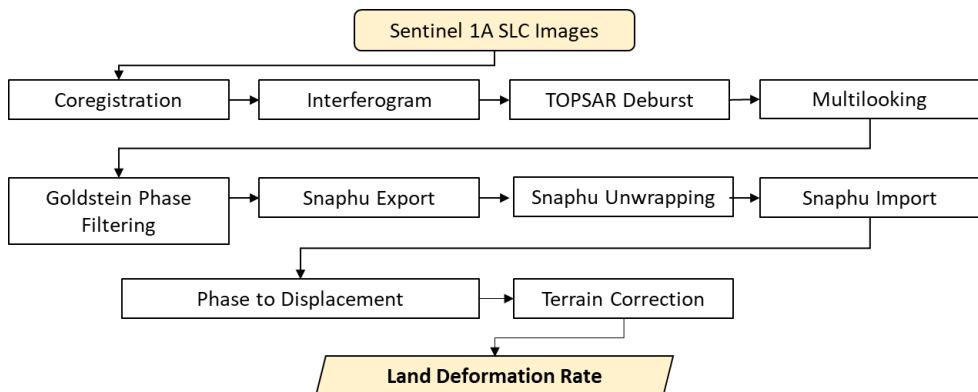 Sentinel 1A SLC Images
Coregistration
Interferogram
TOPSAR Deburst
Multilooking
Goldstein Phase
Filtering
Snaphu Export
Snaphu Unwrapping
Snaphu Import
Phase to Displacement
Terrain Correction
Land Deformation Rate